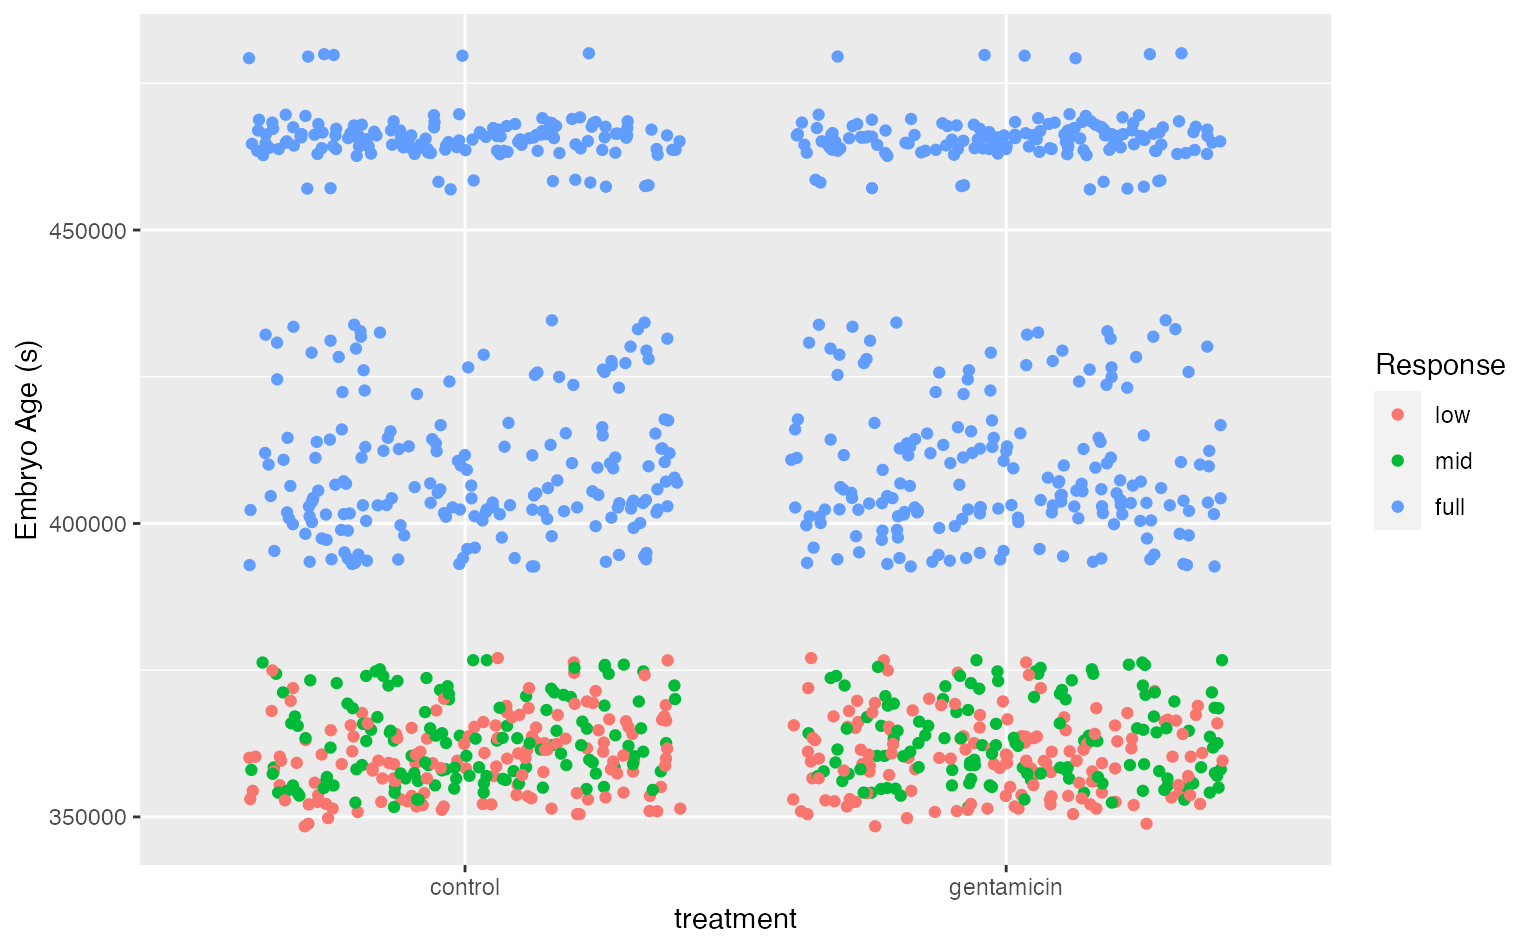 Embryo Age (s)
450000
400000
350000
control
gentamicin
treatment
Response
low
mid
full